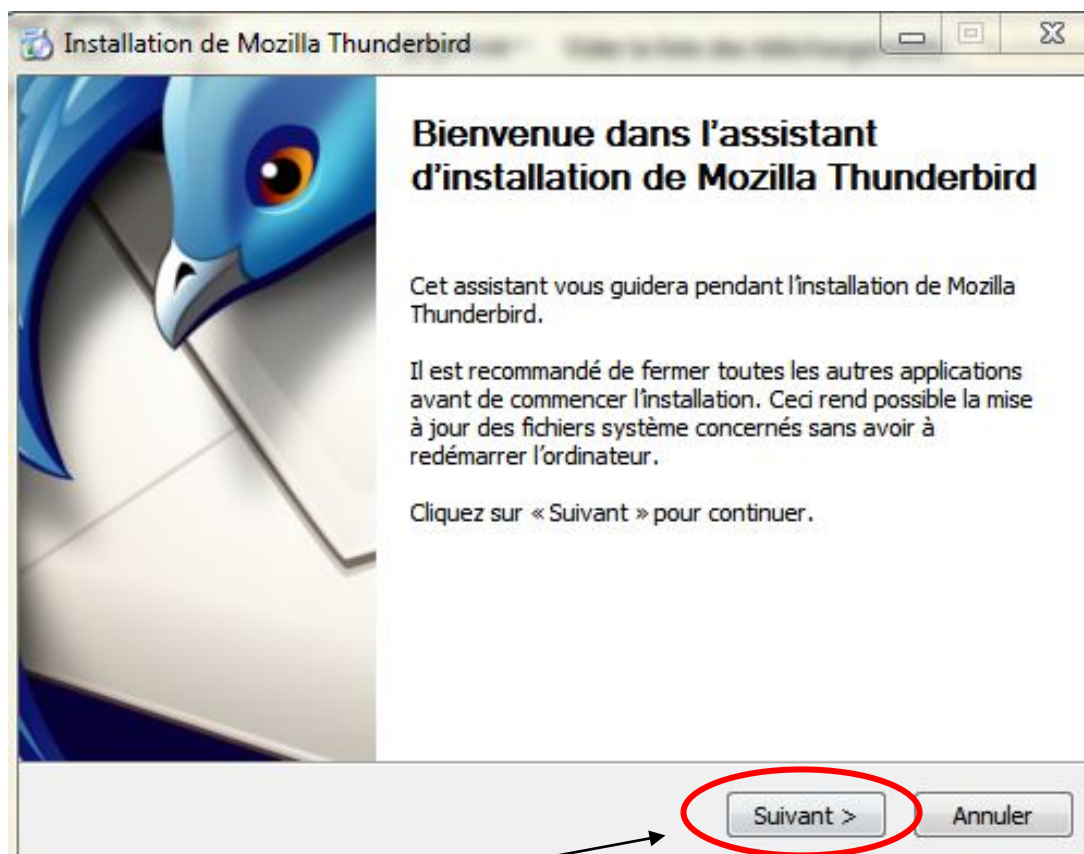 Installation de Mozilla Thunderbird
Bienvenue dans l'assistant
d'installation de Mozilla Thunderbird
Cet assistant vous guidera pendant l'installation de Mozilla
Thunderbird.
Il est recommandé de fermer toutes les autres applications
avant de commencer l'installation. Ceci rend possible la mise
à jour des fichiers système concernés sans avoir à
redémarrer l'ordinateur.
Cliquez sur « Suivant » pour continuer.
Suivant >
Annuler